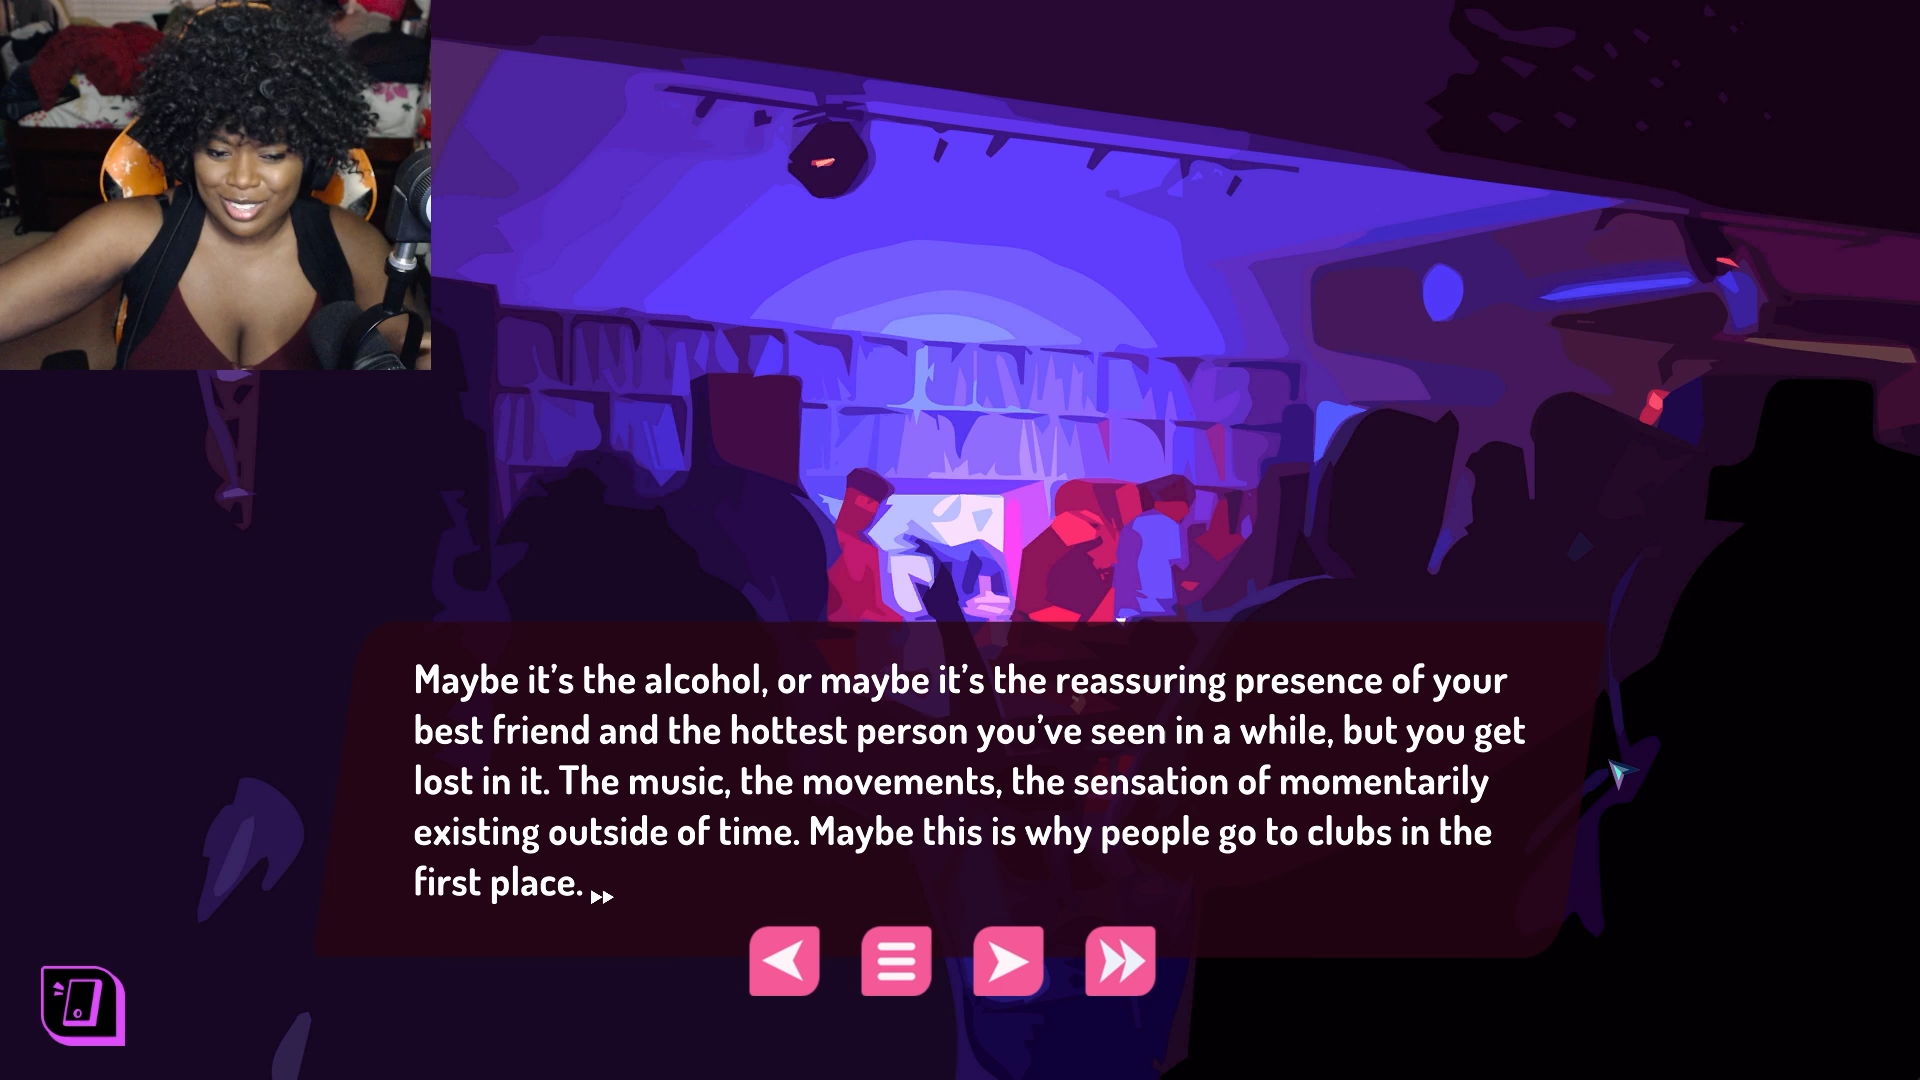 Maybe it’s the alcohol, or maybe it’s the reassuring presence of your
best friend and the hottest person you’ve seen in a while, but you get
lost in it. The music, the movements, the sensation of momentarily
existing outside of time. Maybe this is why people go to clubs in the
first place.